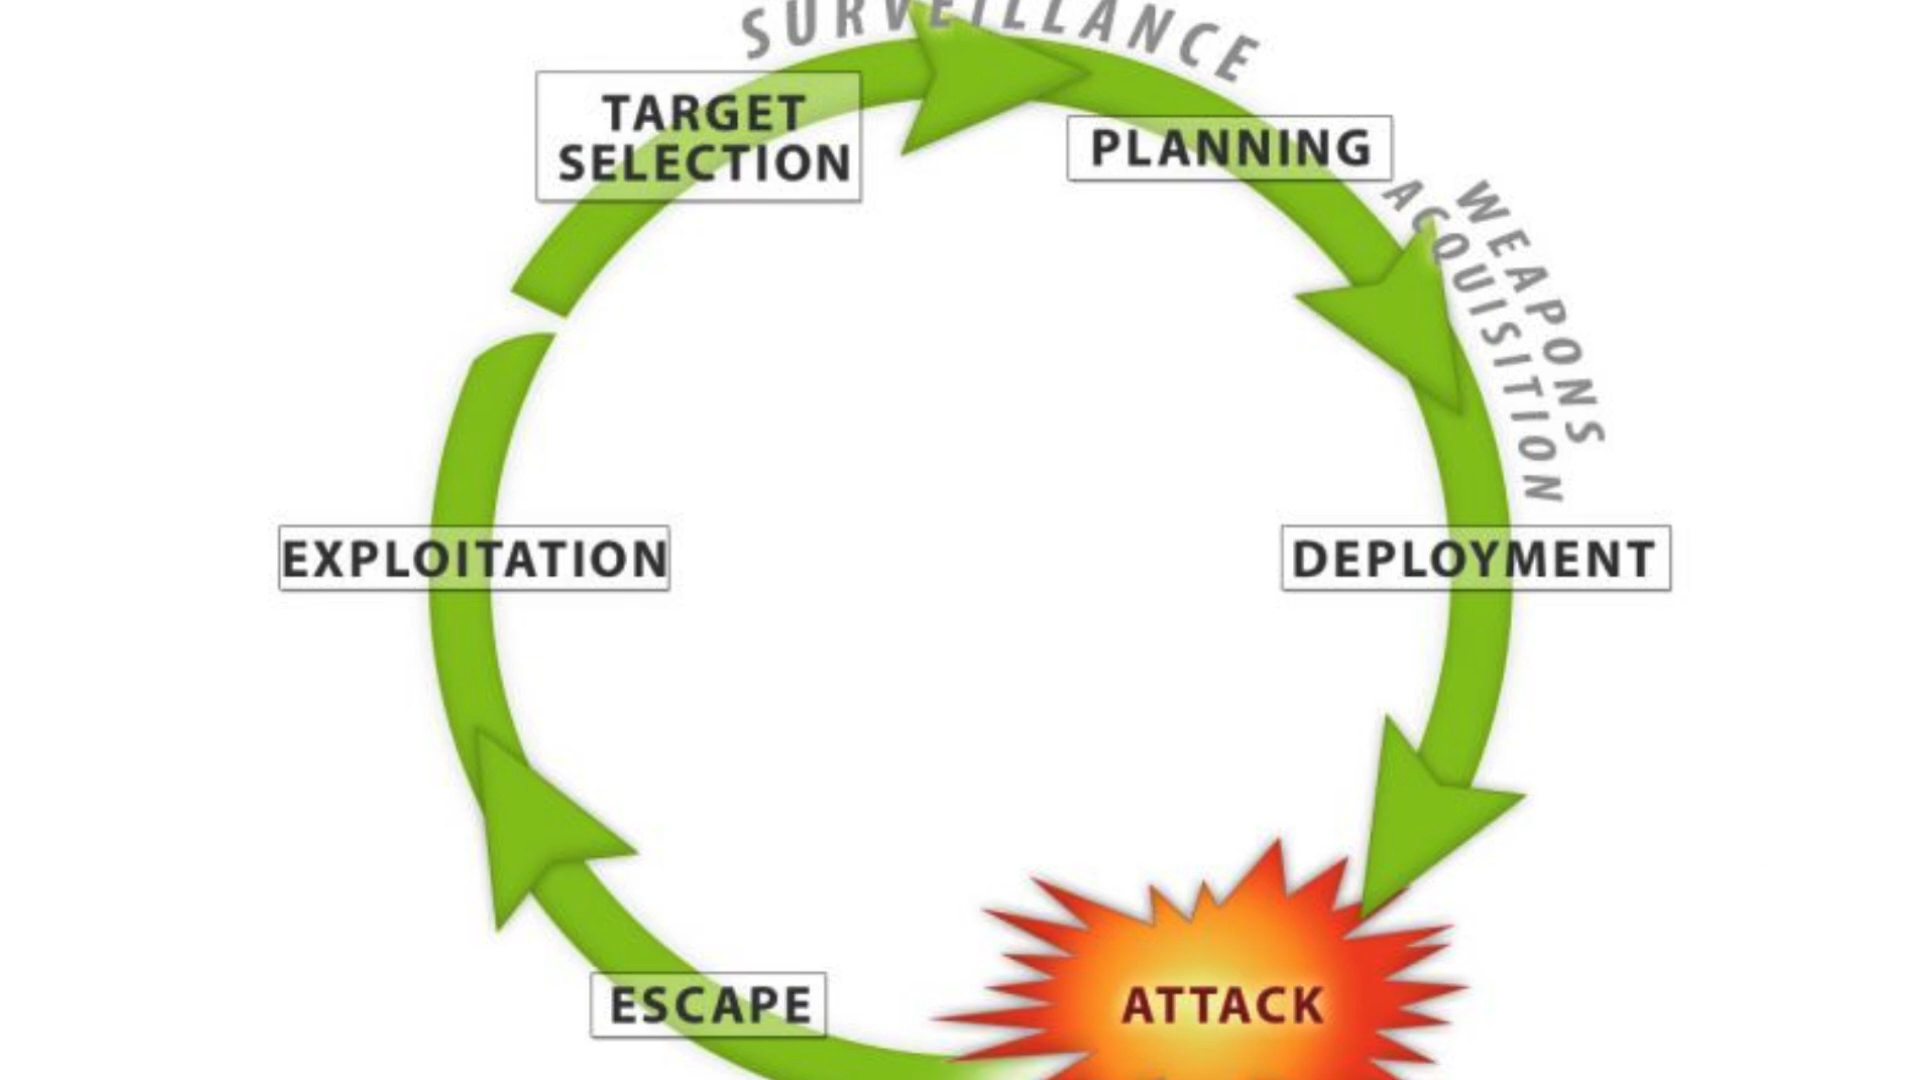 SURVEILLANCE
TARGET
SELECTION
PLANNING
WEAPONS
ACQUISITION
EXPLOITATION
DEPLOYMENT
ESCAPE
ATTACK